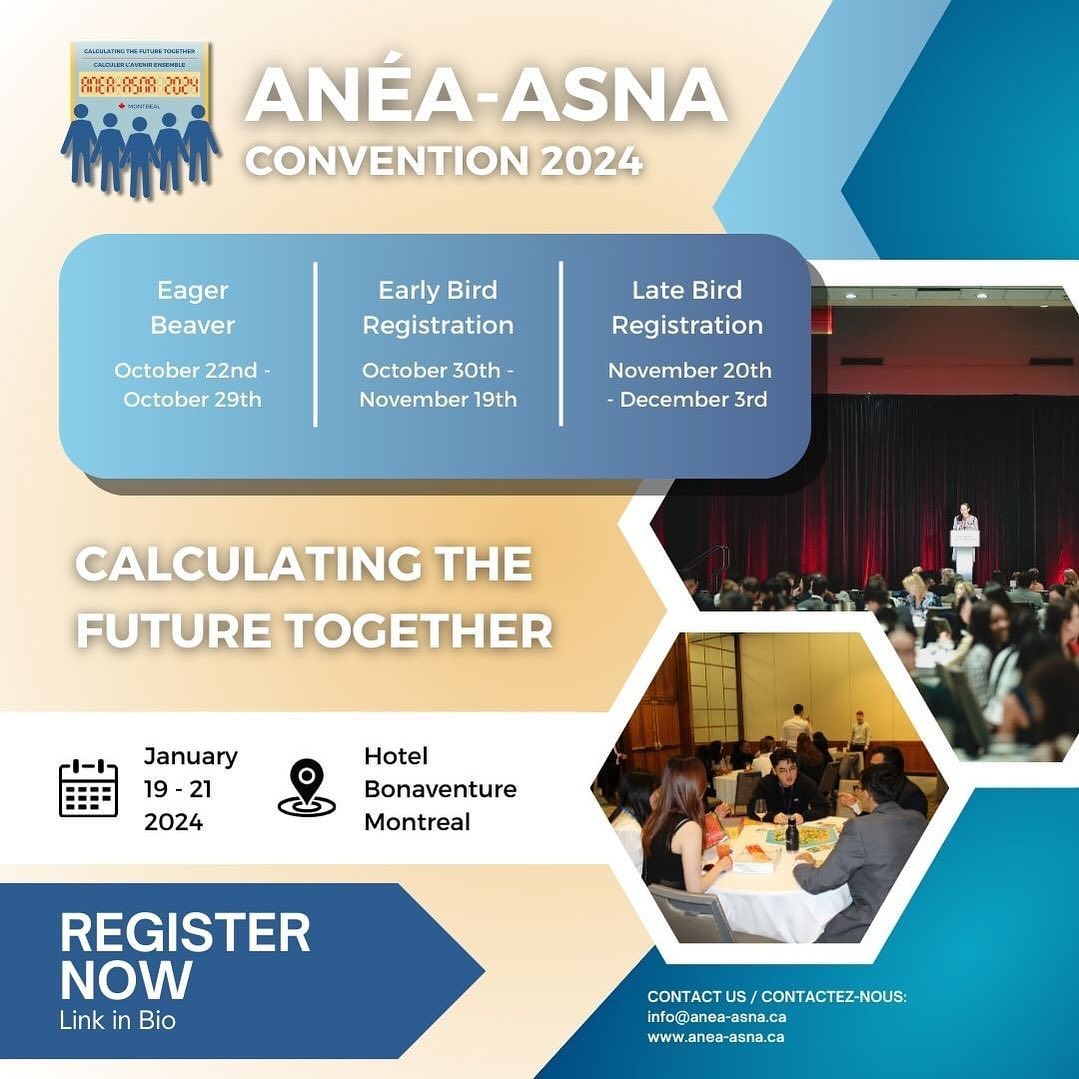 CALCULATING THE FUTURE TOGETHER
CALCULER L'AVENIR ENSEMBLE
ANEA-ASNA 2024
MONTREAL
ANÉA-ASNA
CONVENTION 2024
Eager
Beaver
October 22nd -
October 29th
Early Bird
Registration
October 30th -
November 19th
Late Bird
Registration
November 20th
- December 3rd
CALCULATING THE
FUTURE TOGETHER
January
19 - 21
2024
Hotel
Bonaventure
Montreal
REGISTER
NOW
Link in Bio
CONTACT US / CONTACTEZ-NOUS:
info@anea-asna.ca
www.anea-asna.ca